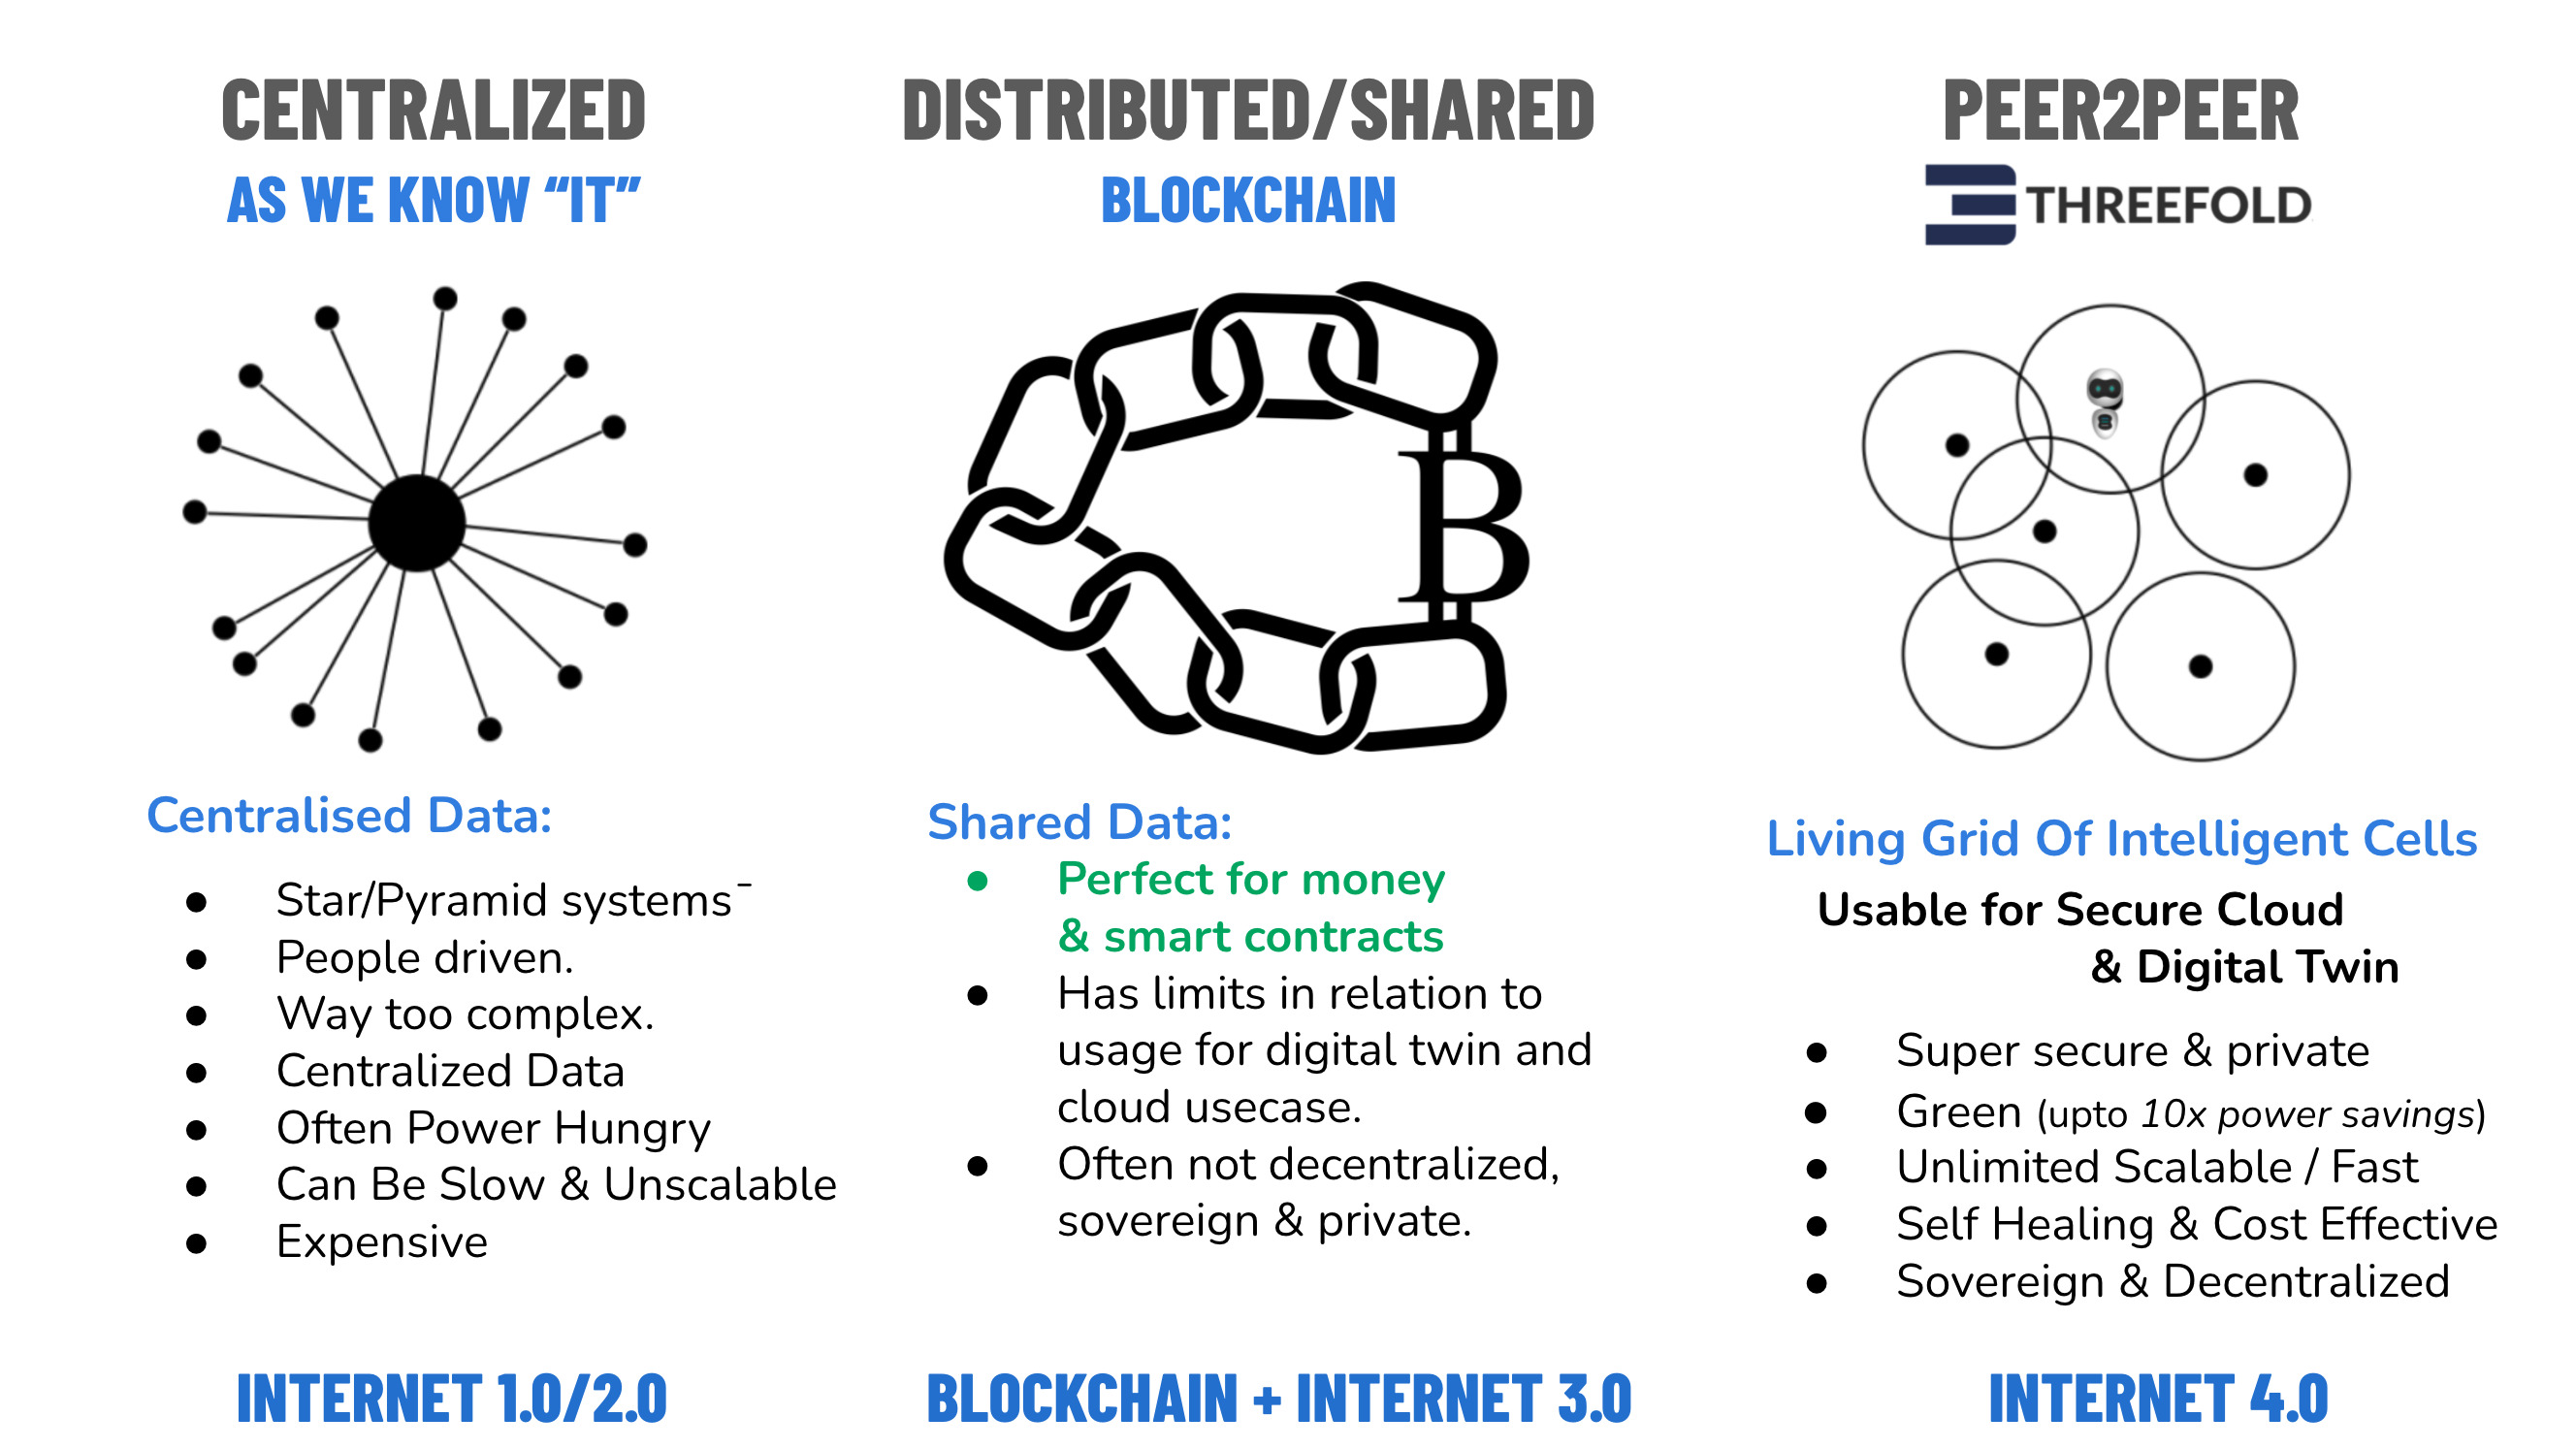 CENTRALIZED
AS WE KNOW “IT”
Centralised Data:
● Star/Pyramid systems¯
● People driven.
● Way too complex.
● Centralized Data
● Often Power Hungry
● Can Be Slow & Unscalable
● Expensive
INTERNET 1.0/2.0
DISTRIBUTED/SHARED
BLOCKCHAIN
B
Shared Data:
● Perfect for money
& smart contracts
● Has limits in relation to
usage for digital twin and
cloud usecase.
● Often not decentralized,
sovereign & private.
BLOCKCHAIN + INTERNET 3.0
PEER2PEER
THREEFOLD
Living Grid Of Intelligent Cells
Usable for Secure Cloud
& Digital Twin
● Super secure & private
● Green (upto 10x power savings)
● Unlimited Scalable / Fast
● Self Healing & Cost Effective
● Sovereign & Decentralized
INTERNET 4.0